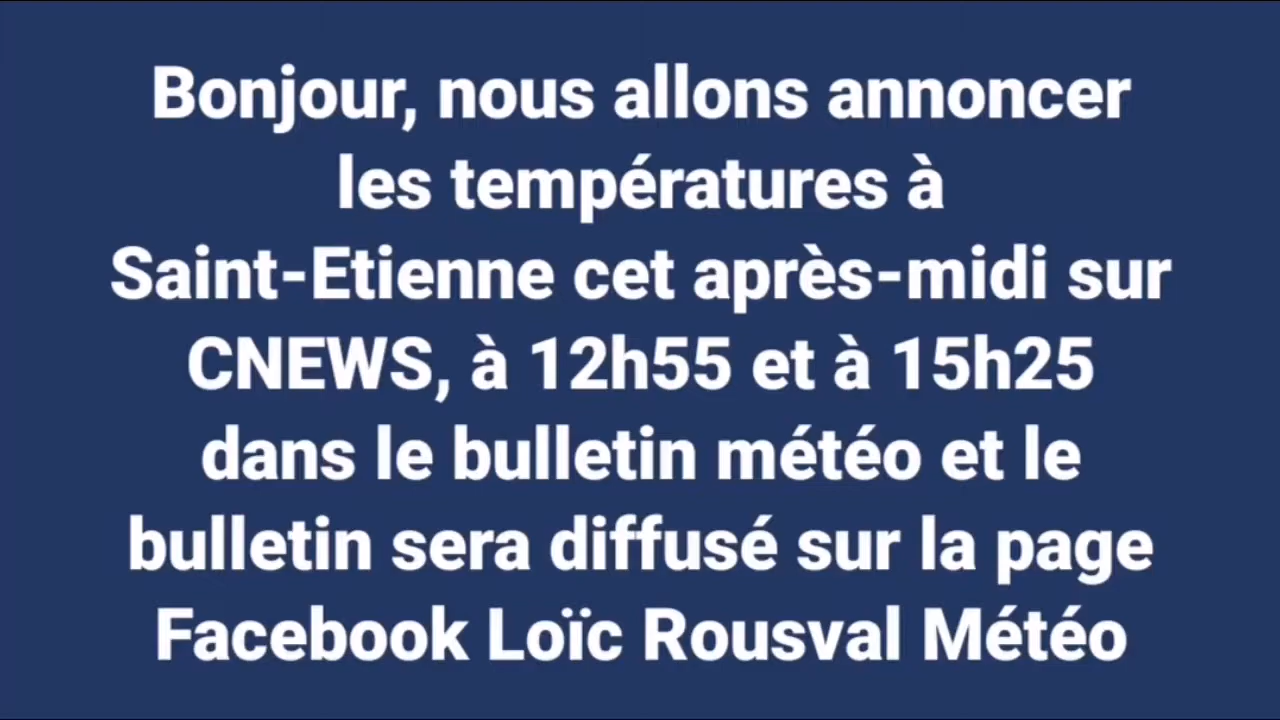 Bonjour, nous allons annoncer
les températures à
Saint-Etienne cet après-midi sur
CNEWS, à 12h55 et à 15h25
dans le bulletin météo et le
bulletin sera diffusé sur la page
Facebook Loïc Rousval Météo